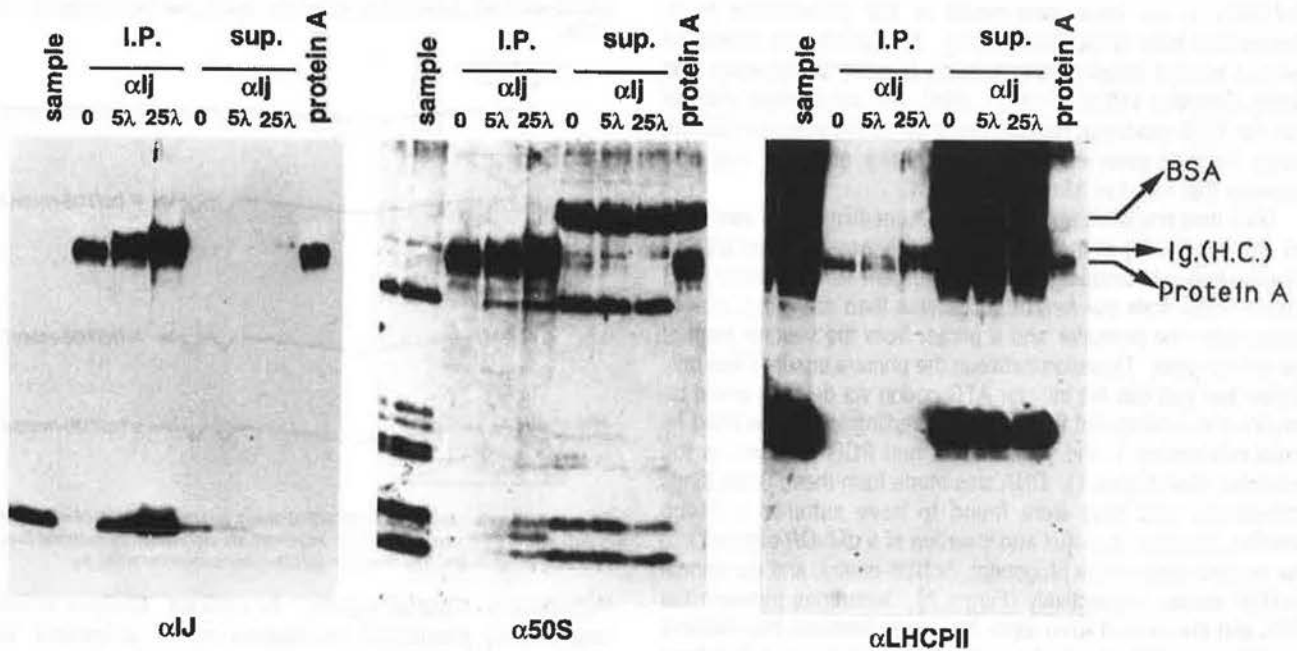 sample
I.P.
αIj
0 5λ 25λ
sup.
αIj
0 5λ 25λ
protein A
αIJ
sample
I.P.
αIj
0 5λ 25λ
sup.
αIj
0 5λ 25λ
protein A
α50S
sample
I.P.
αIj
0 5λ 25λ
sup.
αIj
0 5λ 25λ
protein A
BSA
Ig.(H.C.)
Protein A
αLHCPII